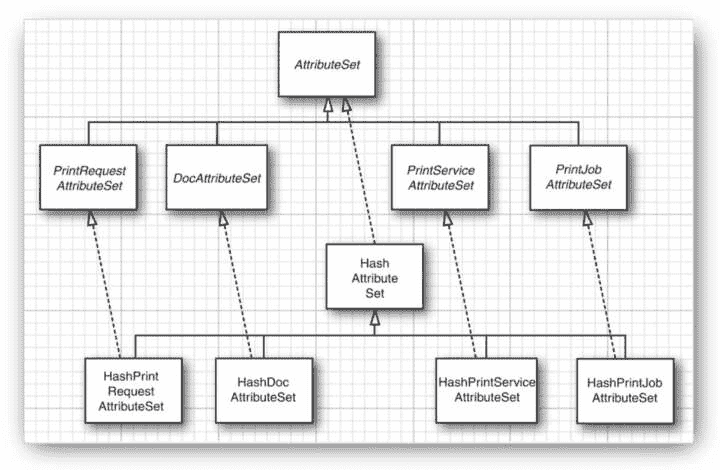 AttributeSet
PrintRequest
AttributeSet
DocAttributeSet
PrintService
AttributeSet
PrintJob
AttributeSet
Hash
Attribute
Set
HashPrint
Request
AttributeSet
HashDoc
AttributeSet
HashPrintService
AttributeSet
HashPrintJob
AttributeSet